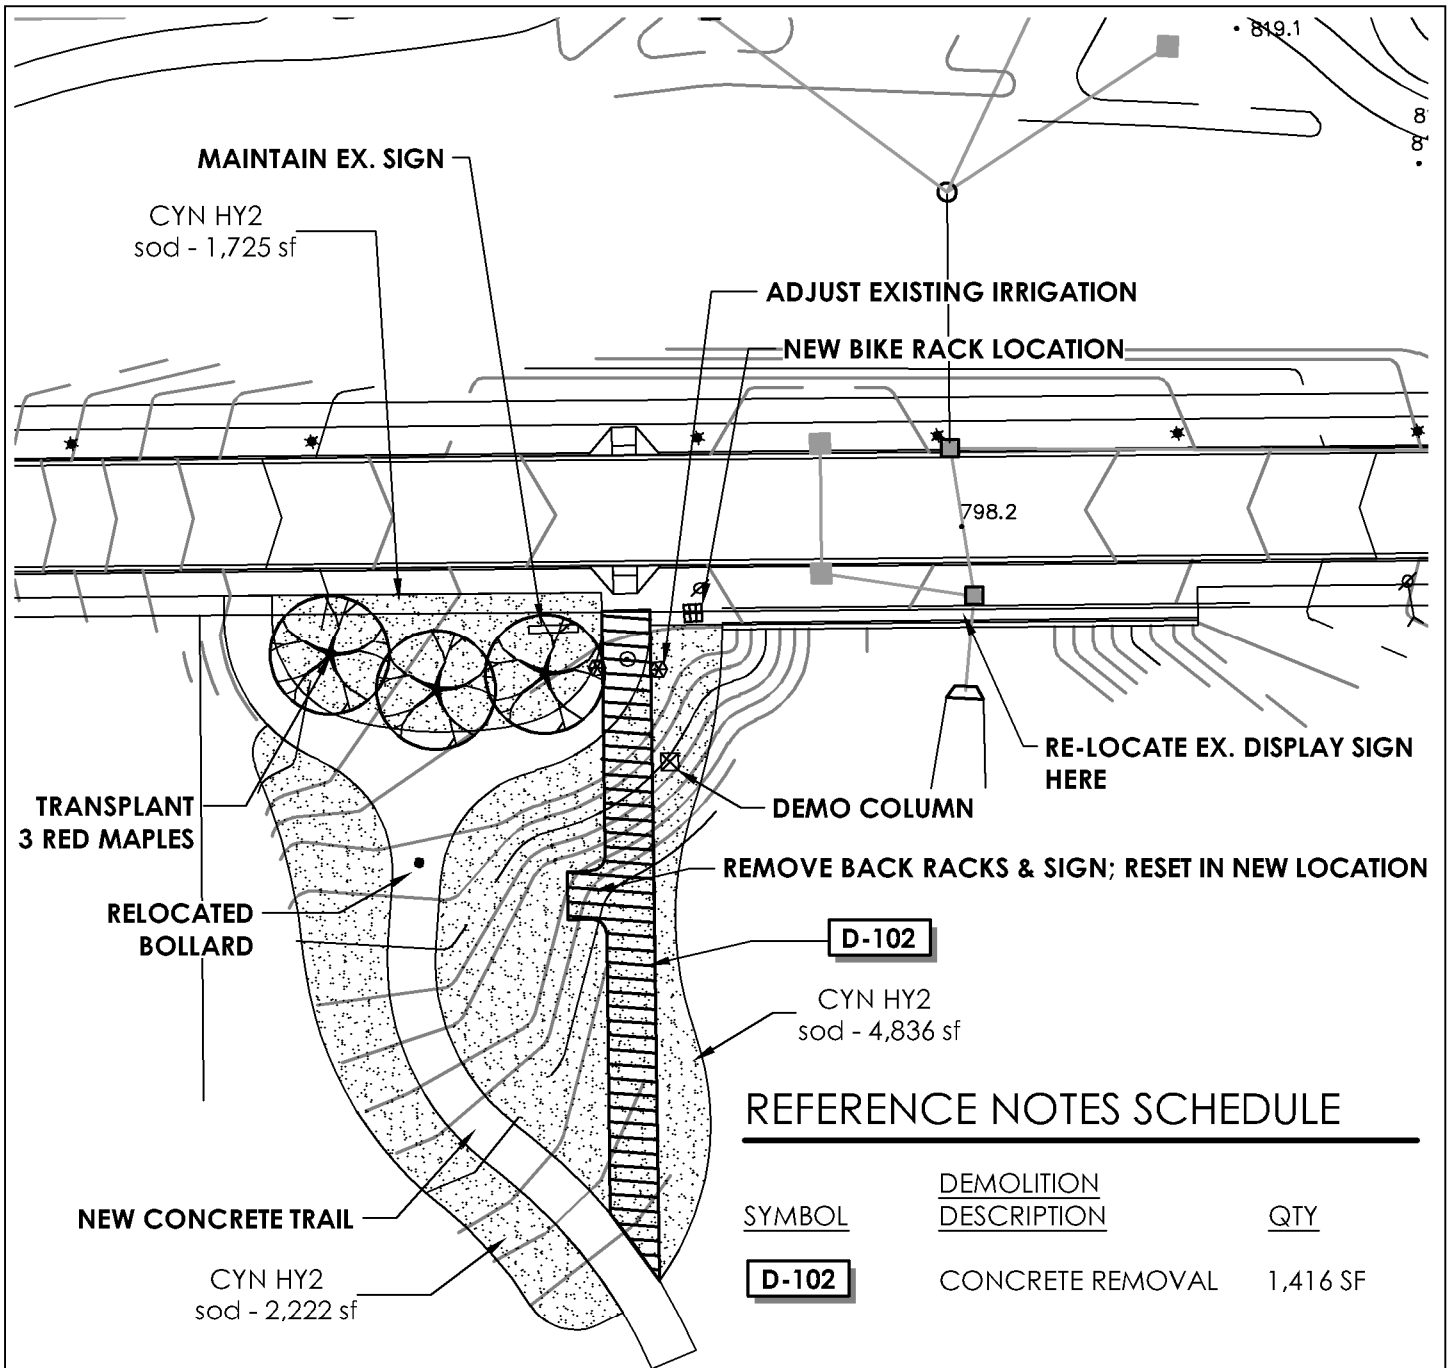 819.1
8
8
MAINTAIN EX. SIGN
CYN HY2
sod - 1,725 sf
ADJUST EXISTING IRRIGATION
NEW BIKE RACK LOCATION
798.2
RE-LOCATE EX. DISPLAY SIGN
HERE
TRANSPLANT
3 RED MAPLES
DEMO COLUMN
REMOVE BACK RACKS & SIGN; RESET IN NEW LOCATION
RELOCATED
BOLLARD
D-102
CYN HY2
sod - 4,836 sf
NEW CONCRETE TRAIL
CYN HY2
sod - 2,222 sf
REFERENCE NOTES SCHEDULE
SYMBOL DEMOLITION
DESCRIPTION QTY
D-102 CONCRETE REMOVAL 1,416 SF